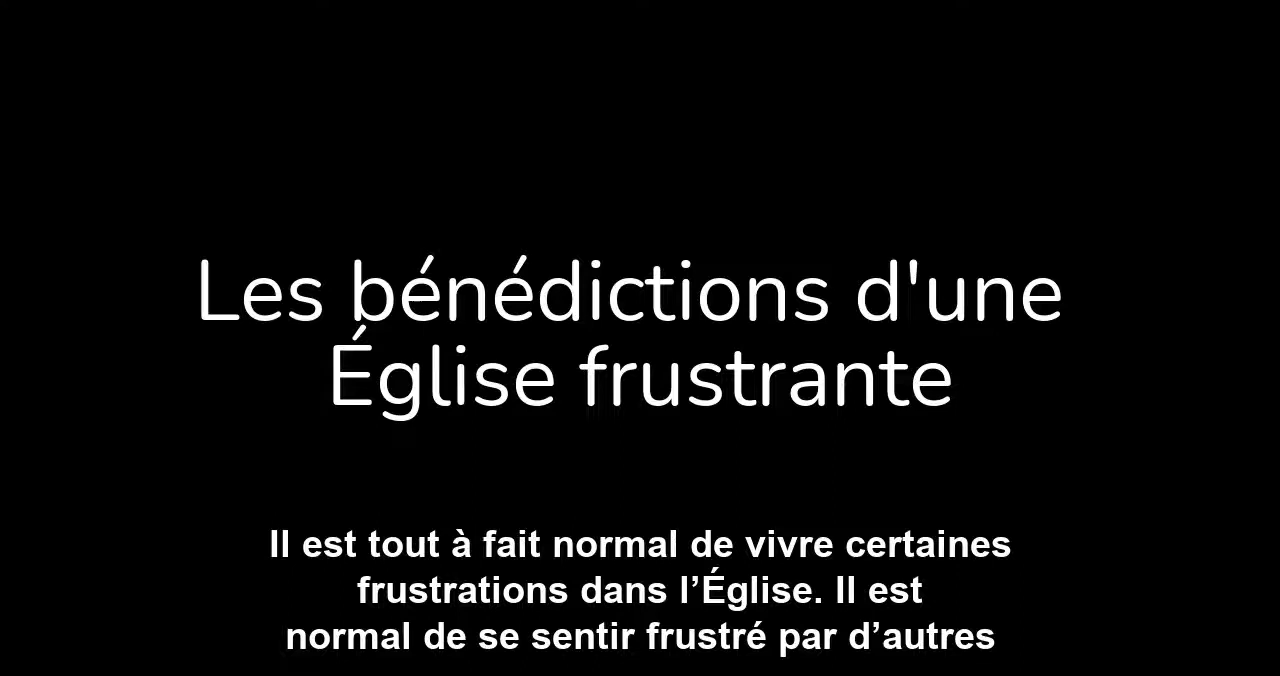 Les bénédictions d'une
Église frustrante
Il est tout à fait normal de vivre certaines
frustrations dans l’Église. Il est
normal de se sentir frustré par d’autres